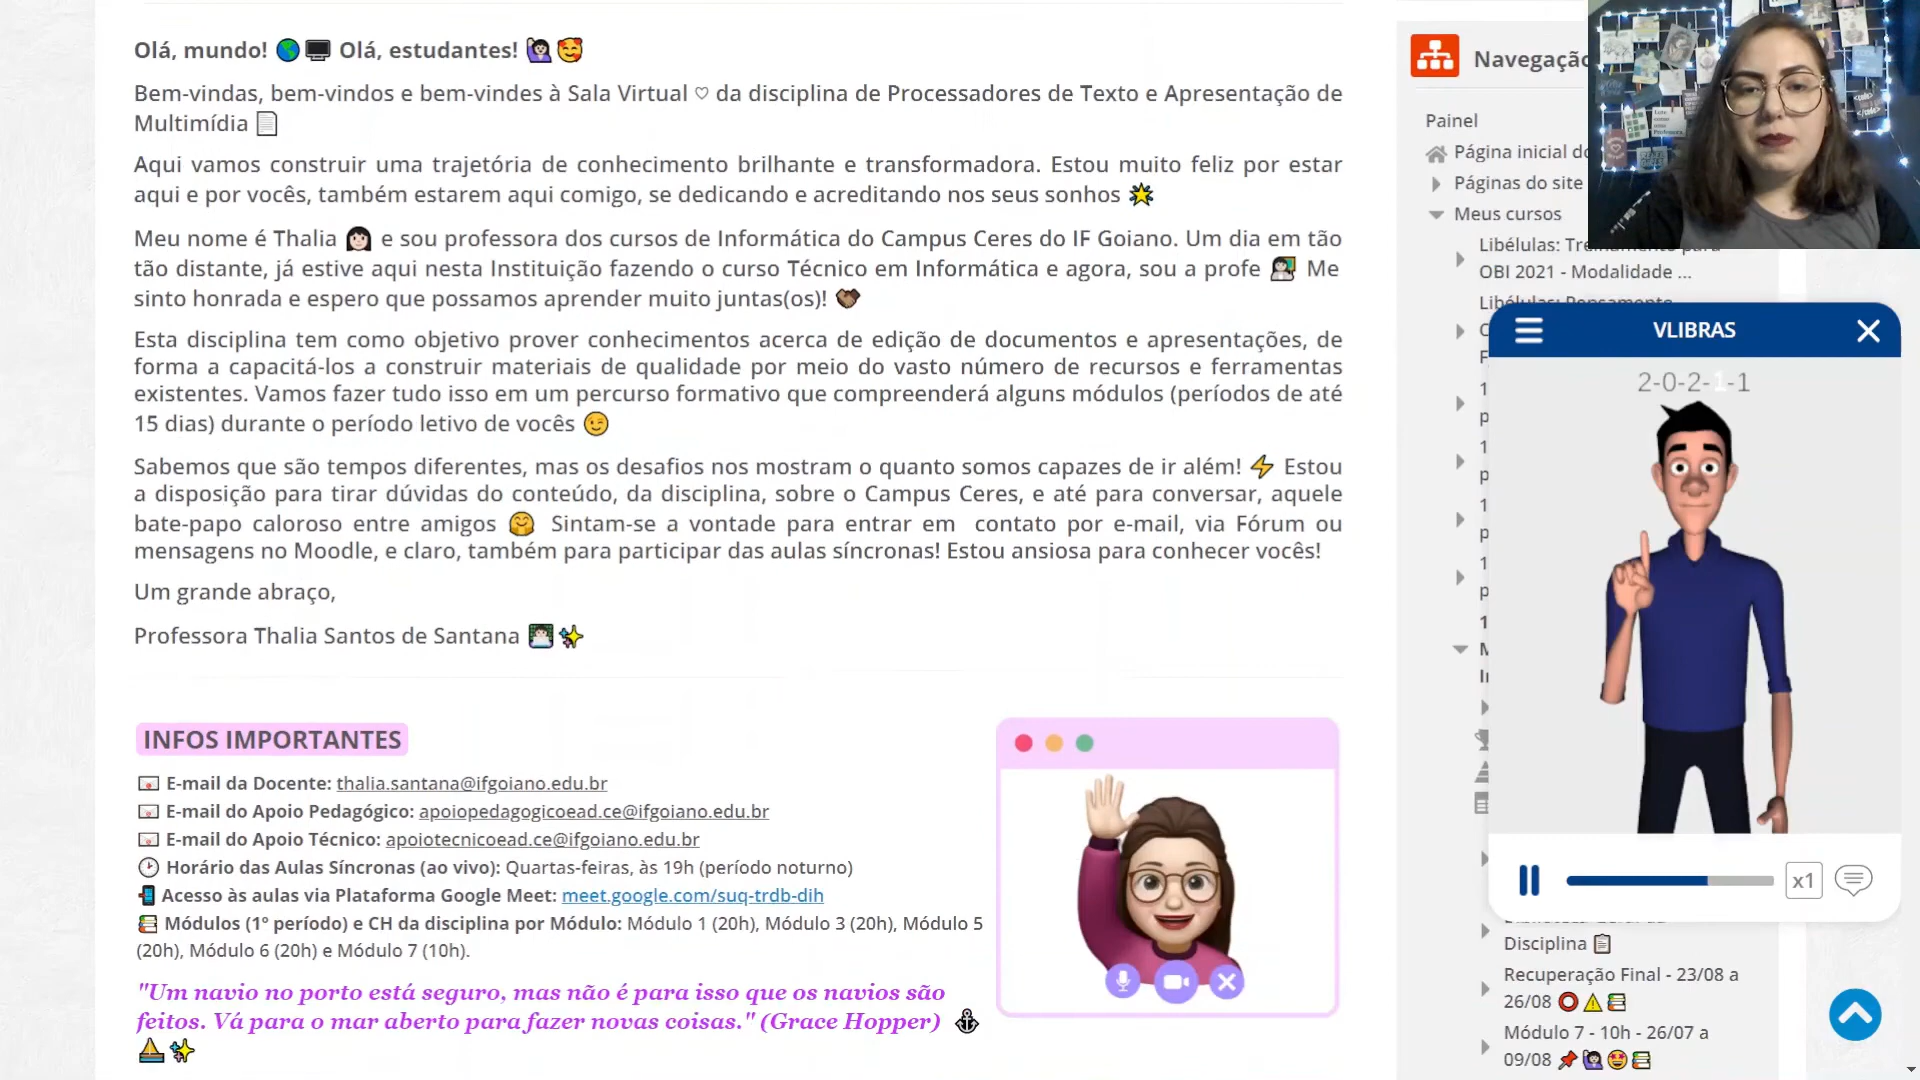 Olá, mundo! 🌎🖥️ Olá, estudantes! 🙋🏻‍♀️🥰
Bem-vindas, bem-vindos e bem-vindes à Sala Virtual ♡ da disciplina de Processadores de Texto e Apresentação de
Multimídia 📄
Aqui vamos construir uma trajetória de conhecimento brilhante e transformadora. Estou muito feliz por estar
aqui e por vocês, também estarem aqui comigo, se dedicando e acreditando nos seus sonhos 🌟
Meu nome é Thalia 👩🏻 e sou professora dos cursos de Informática do Campus Ceres do IF Goiano. Um dia em tão
tão distante, já estive aqui nesta Instituição fazendo o curso Técnico em Informática e agora, sou a profe 👩🏻‍🏫 Me
sinto honrada e espero que possamos aprender muito juntas(os)! 🤝🏾
Esta disciplina tem como objetivo prover conhecimentos acerca de edição de documentos e apresentações, de
forma a capacitá-los a construir materiais de qualidade por meio do vasto número de recursos e ferramentas
existentes. Vamos fazer tudo isso em um percurso formativo que compreenderá alguns módulos (períodos de até
15 dias) durante o período letivo de vocês 😉
Sabemos que são tempos diferentes, mas os desafios nos mostram o quanto somos capazes de ir além! ⚡ Estou
a disposição para tirar dúvidas do conteúdo, da disciplina, sobre o Campus Ceres, e até para conversar, aquele
bate-papo caloroso entre amigos 🤗 Sintam-se a vontade para entrar em contato por e-mail, via Fórum ou
mensagens no Moodle, e claro, também para participar das aulas síncronas! Estou ansiosa para conhecer vocês!
Um grande abraço,
Professora Thalia Santos de Santana 👩🏻‍💻✨
INFOS IMPORTANTES
📧 E-mail da Docente: thalia.santana@ifgoiano.edu.br
📧 E-mail do Apoio Pedagógico: apoiopedagogicoead.ce@ifgoiano.edu.br
📧 E-mail do Apoio Técnico: apoiotecnicoead.ce@ifgoiano.edu.br
🕑 Horário das Aulas Síncronas (ao vivo): Quartas-feiras, às 19h (período noturno)
📲 Acesso às aulas via Plataforma Google Meet: meet.google.com/suq-trdb-dih
📚 Módulos (1º período) e CH da disciplina por Módulo: Módulo 1 (20h), Módulo 3 (20h), Módulo 5
(20h), Módulo 6 (20h) e Módulo 7 (10h).
"Um navio no porto está seguro, mas não é para isso que os navios são
feitos. Vá para o mar aberto para fazer novas coisas." (Grace Hopper) ⚓
⛵✨
Navegação
Painel
Página inicial do
Páginas do site
Meus cursos
Libélulas:
OBI 2021 - Modalidade ...
Libélulas: Pensamento
VLIBRAS
2-0-2-1-1
x1
Disciplina 📋
Recuperação Final - 23/08 a
26/08 ⭕⚠️📚
Módulo 7 - 10h - 26/07 a
09/08 📌🙋🏻‍♀️🤩📚